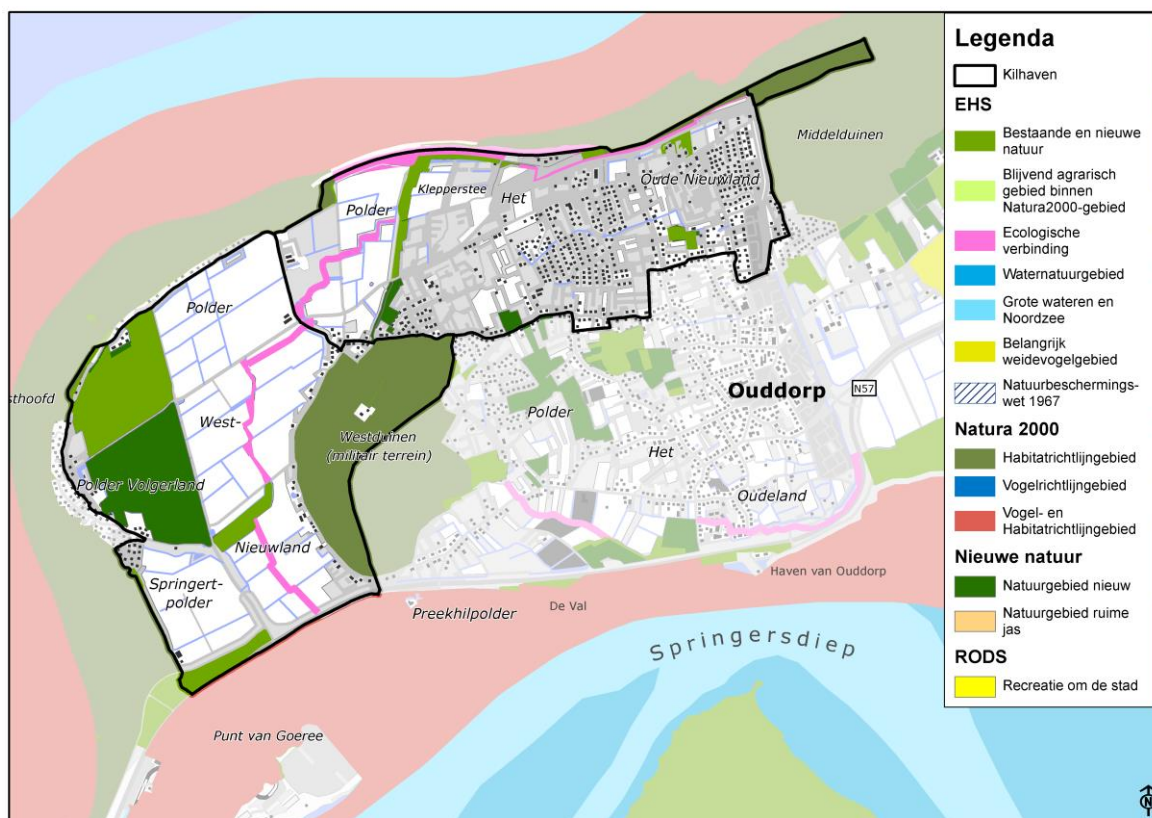 Legenda
Kilhaven
EHS
Bestaande en nieuwe
natuur
Blijvend agrarisch
gebied binnen
Natura2000-gebied
Ecologische
verbinding
Waternatuurgebied
Grote wateren en
Noordzee
Belangrijk
weidevogelgebied
Natuurbeschermings-
wet 1967
Natura 2000
Habitatrichtlijngebied
Vogelrichtlijngebied
Vogel- en
Habitatrichtlijngebied
Nieuwe natuur
Natuurgebied nieuw
Natuurgebied ruime
jas
RODS
Recreatie om de stad
Middelduinen
Oude Nieuwland
Klepperstee
Het
Polder
Polder
sthoofd
Ouddorp
N57
Polder
West-
Westduinen
(militair terrein)
Het
Polder Volgerland
Oudeland
Nieuwland
Springert-
polder
Haven van Ouddorp
De Val
Preekhilpolder
Springersdiep
Punt van Goeree
N